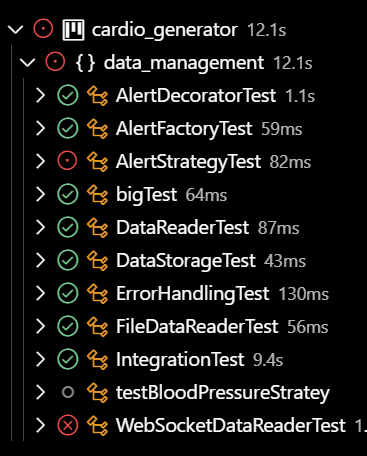 cardio_generator 12.1s
{} data_management 12.1s
AlertDecoratorTest 1.1s
AlertFactoryTest 59ms
AlertStrategyTest 82ms
bigTest 64ms
DataReaderTest 87ms
DataStorageTest 43ms
ErrorHandlingTest 130ms
FileDataReaderTest 56ms
IntegrationTest 9.4s
testBloodPressureStratey
WebSocketDataReaderTest 1.